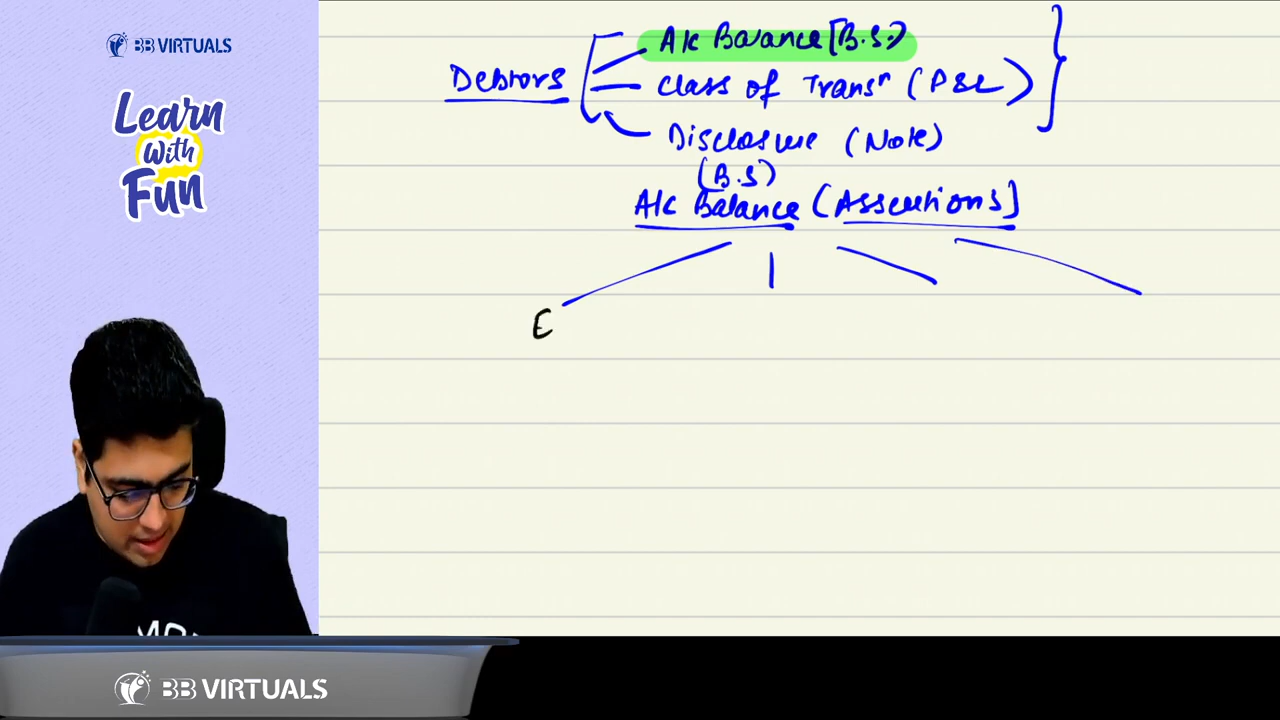 BB VIRTUALS
Learn
With
Fun
A/c Balance [B.S.)
Debtors
Class of Transn (P&L)
Disclosure (Note)
(B.S)
A/c Balance (Assertions]
E
BB VIRTUALS